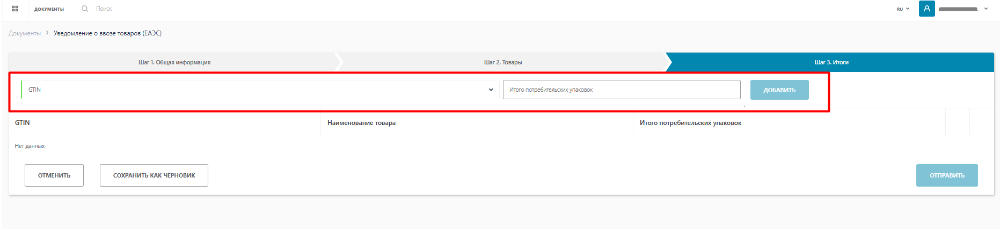 ДОКУМЕНТЫ Поиск RU
Документы > Уведомление о ввозе товаров (ЕАЭС)
Шаг 1. Общая информация Шаг 2. Товары Шаг 3. Итоги
GTIN Итого потребительских упаковок ДОБАВИТЬ
GTIN Наименование товара Итого потребительских упаковок
Нет данных
ОТМЕНИТЬ СОХРАНИТЬ КАК ЧЕРНОВИК ОТПРАВИТЬ